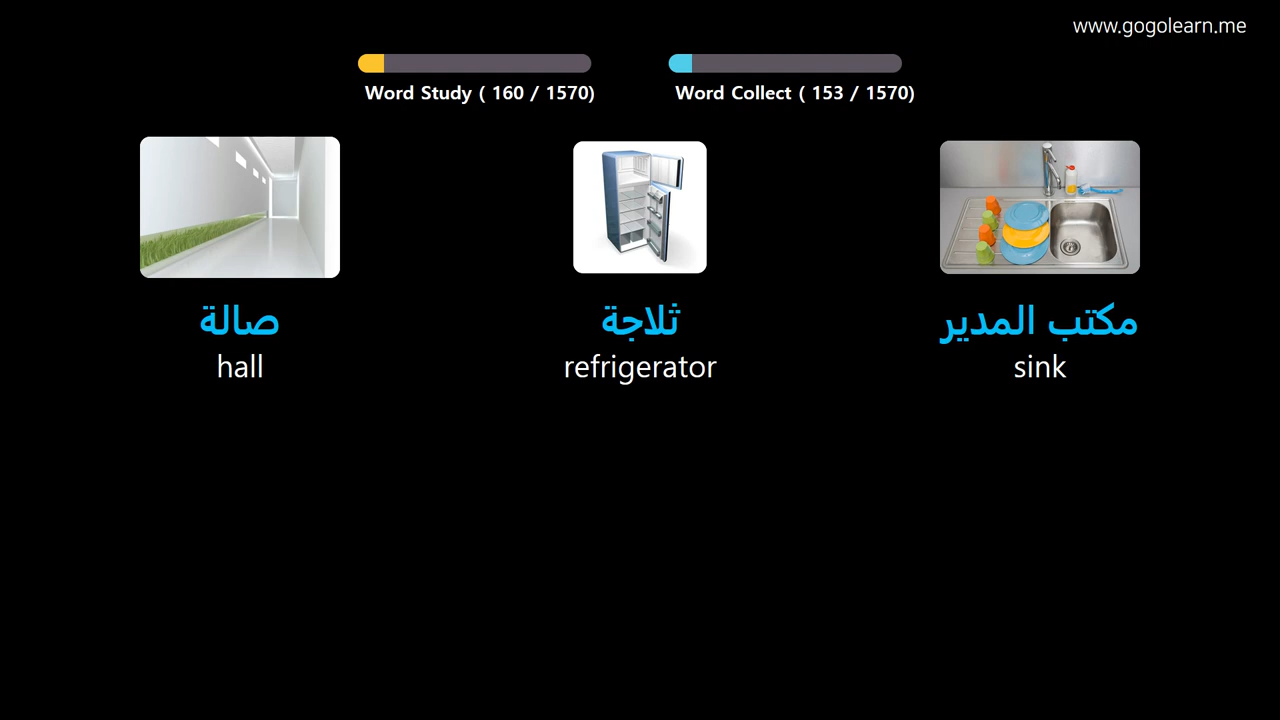 www.gogolearn.me
Word Study ( 160 / 1570)
Word Collect ( 153 / 1570)
صالة
hall
ثلاجة
refrigerator
مكتب المدير
sink